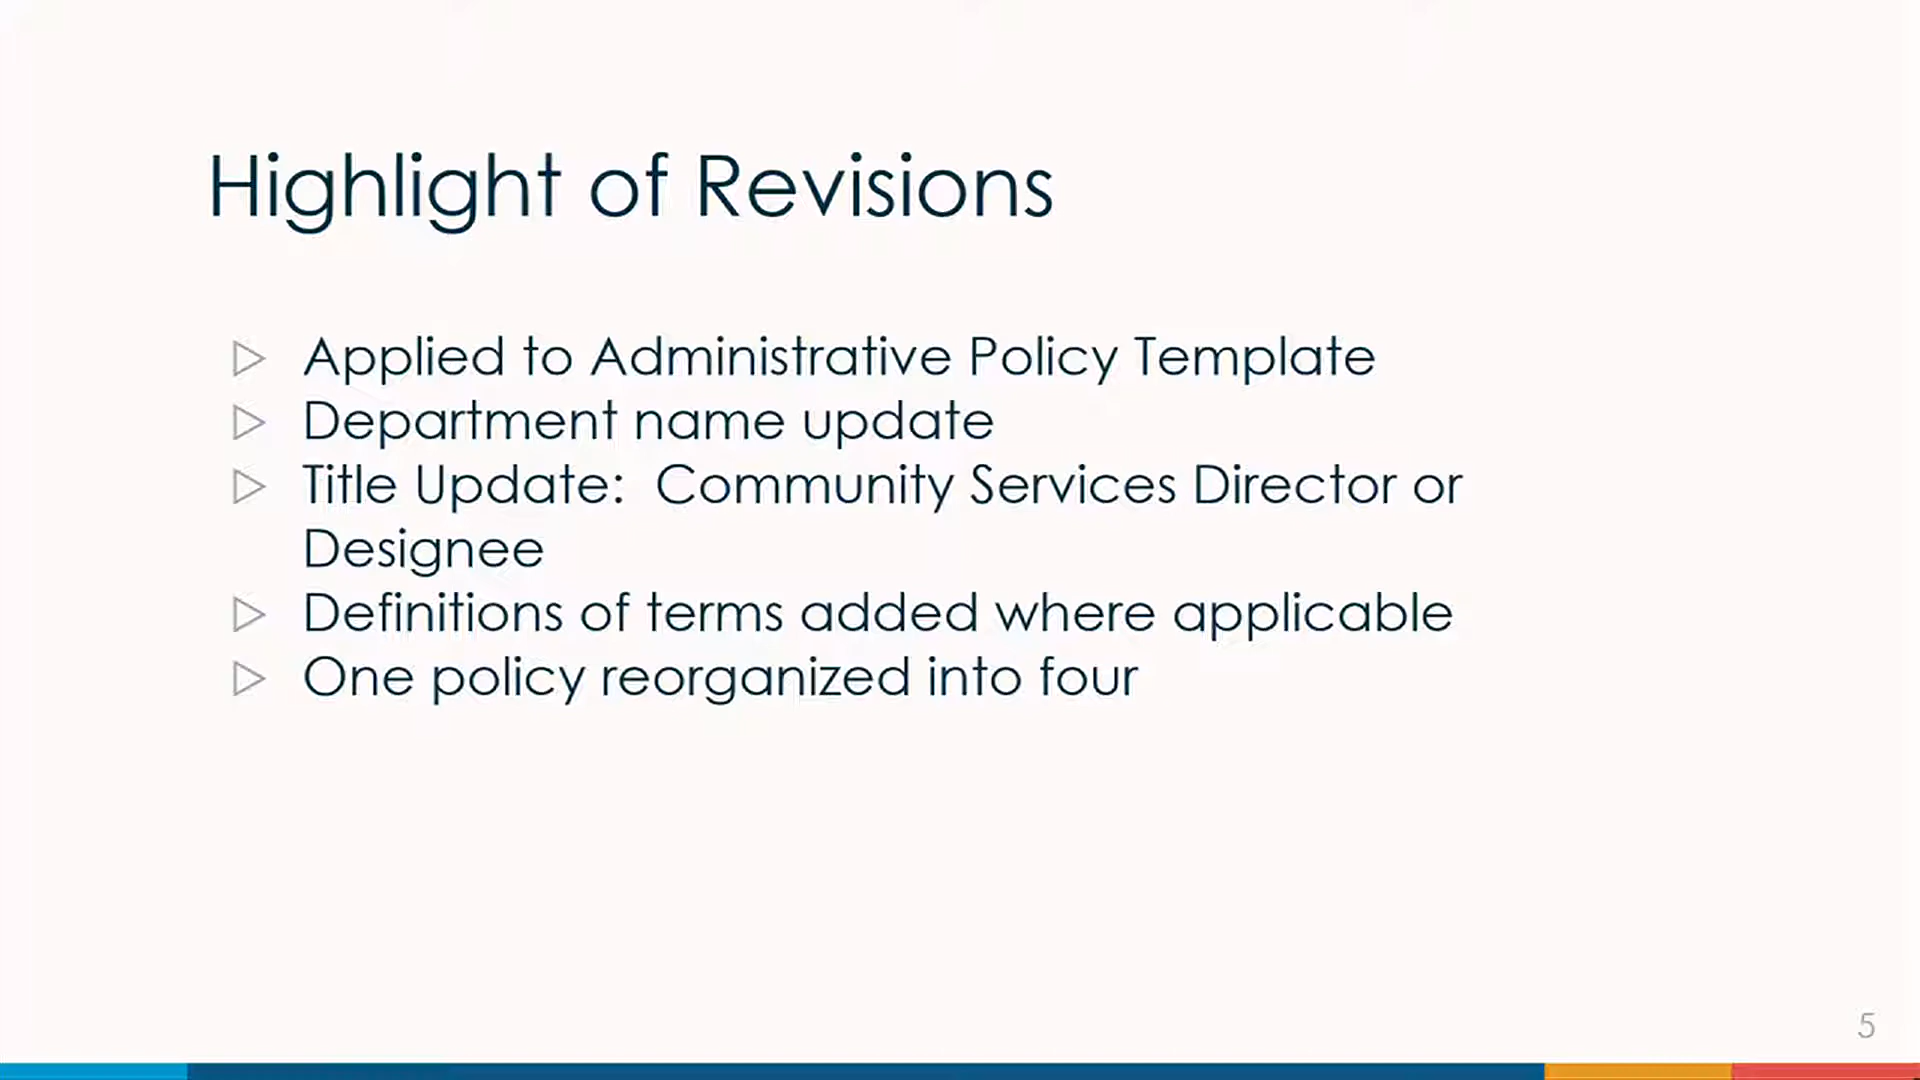 Highlight of Revisions
Applied to Administrative Policy Template
Department name update
Title Update:  Community Services Director or
Designee
Definitions of terms added where applicable
One policy reorganized into four
5